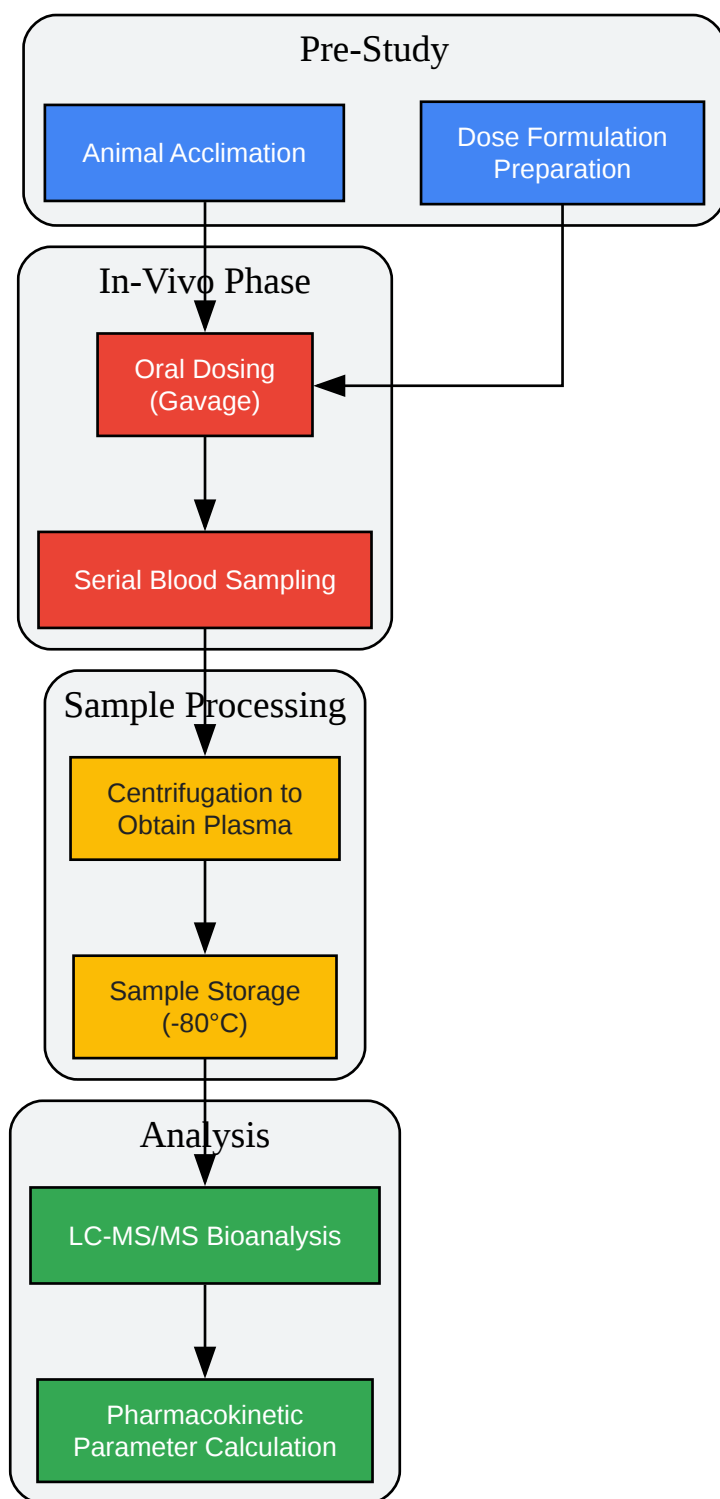 Pre-Study
Animal Acclimation
Dose Formulation
Preparation
In-Vivo Phase
Oral Dosing
(Gavage)
Serial Blood Sampling
Sample Processing
Centrifugation to
Obtain Plasma
Sample Storage
(-80°C)
Analysis
LC-MS/MS Bioanalysis
Pharmacokinetic
Parameter Calculation